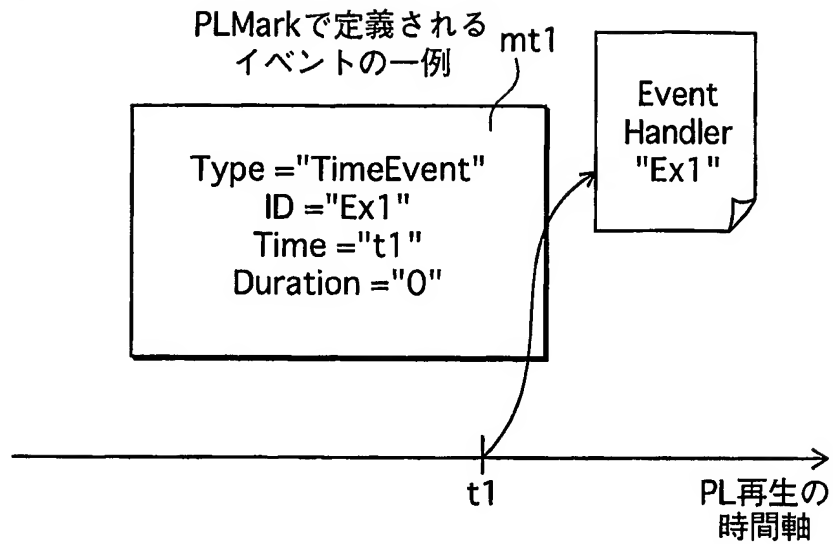 PLMarkで定義される
イベントの一例
mt1
Event
Handler
"Ex1"
Type ="TimeEvent"
ID ="Ex1"
Time ="t1"
Duration ="0"
t1
PL再生の
時間軸